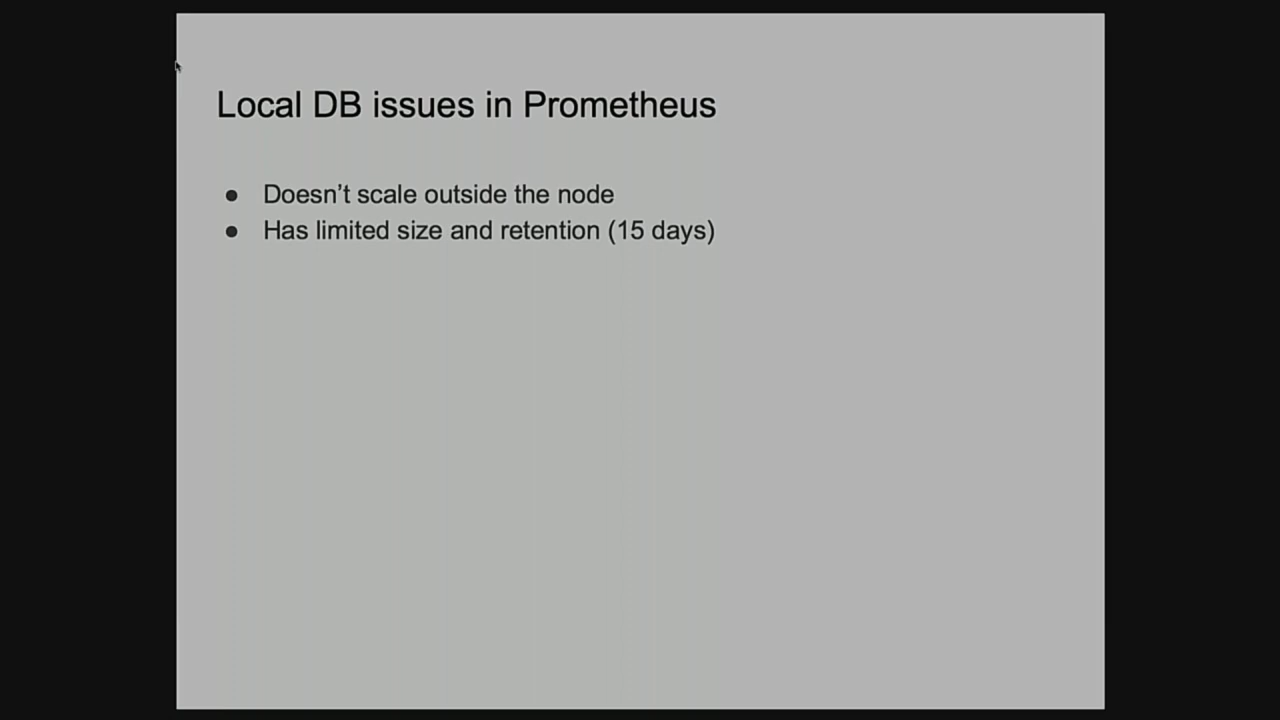 Local DB issues in Prometheus
● Doesn’t scale outside the node
● Has limited size and retention (15 days)